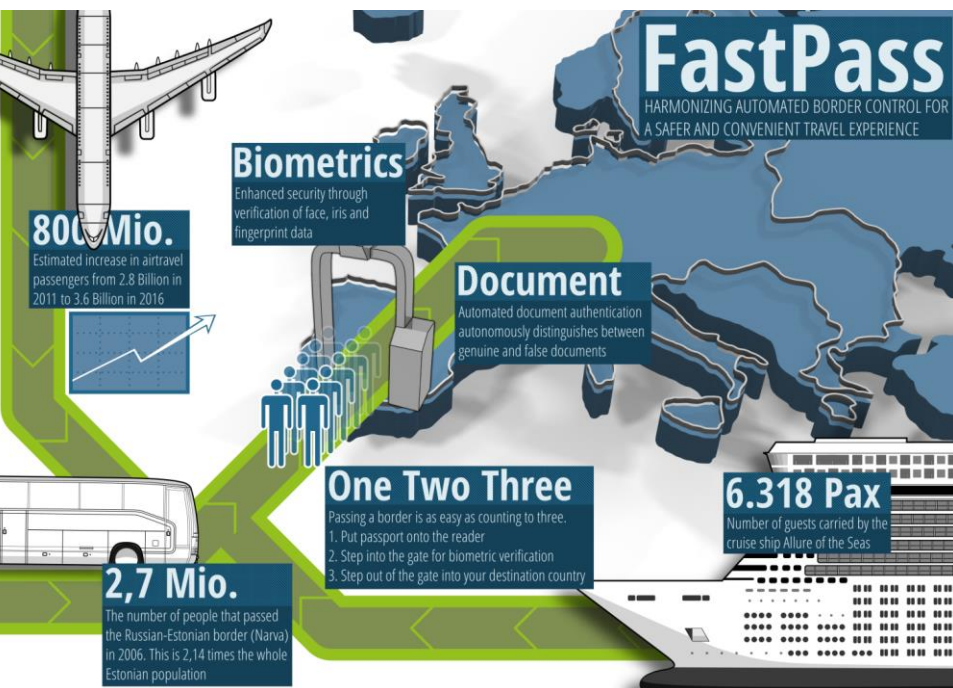 FastPass
HARMONIZING AUTOMATED BORDER CONTROL FOR
A SAFER AND CONVENIENT TRAVEL EXPERIENCE
Biometrics
Enhanced security through
verification of face, iris and
fingerprint data
800 Mio.
Estimated increase in airtravel
passengers from 2.8 Billion in
2011 to 3.6 Billion in 2016
Document
Automated document authentication
autonomously distinguishes between
genuine and false documents
One Two Three
Passing a border is as easy as counting to three.
1. Put passport onto the reader
2. Step into the gate for biometric verification
3. Step out of the gate into your destination country
6.318 Pax
Number of guests carried by the
cruise ship Allure of the Seas
2,7 Mio.
The number of people that passed
the Russian-Estonian border (Narva)
in 2006. This is 2,14 times the whole
Estonian population